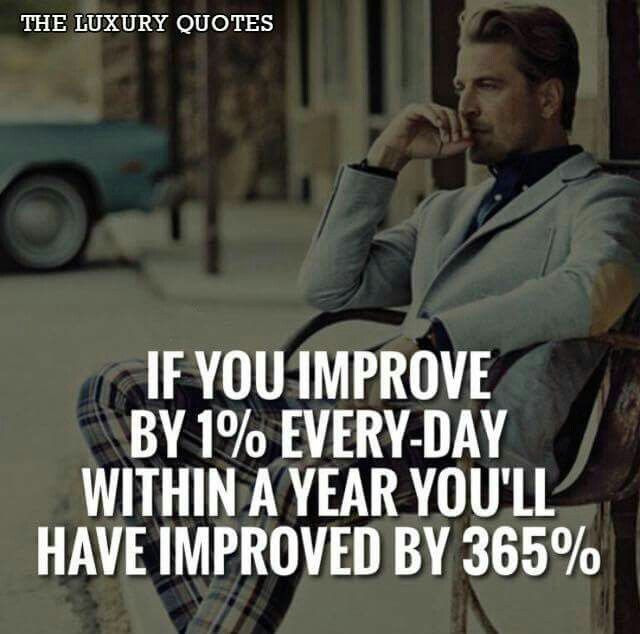 THE LUXURY QUOTES
IF YOU IMPROVE
BY 1% EVERY-DAY
WITHIN A YEAR YOU'LL
HAVE IMPROVED BY 365%